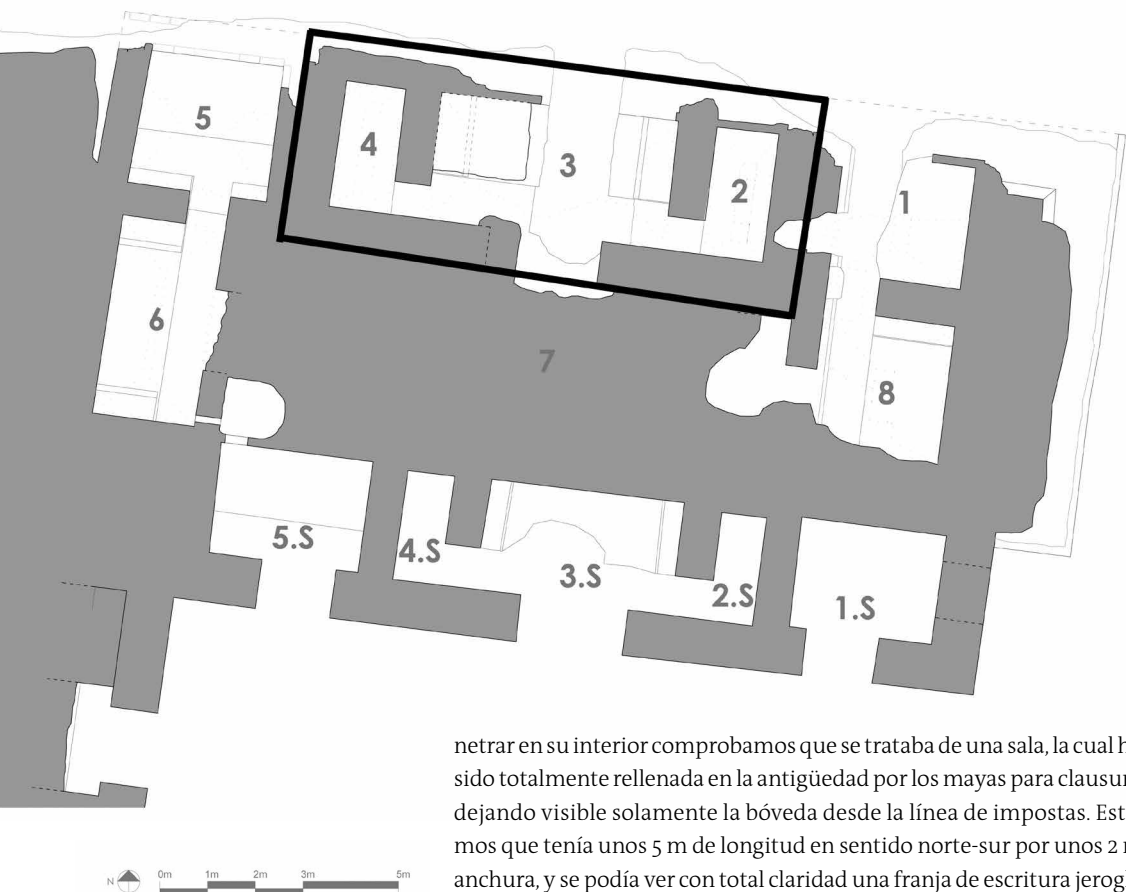 5
4
3
2
1
6
7
8
5.S
4.S
3.S
2.S
1.S
netrar en su interior comprobamos que se trataba de una sala, la cual h
sido totalmente rellenada en la antigüedad por los mayas para clausur
dejando visible solamente la bóveda desde la línea de impostas. Est
mos que tenía unos 5 m de longitud en sentido norte-sur por unos 2
anchura, y se podía ver con total claridad una franja de escritura jerogl
N 0m 1m 2m 3m 5m